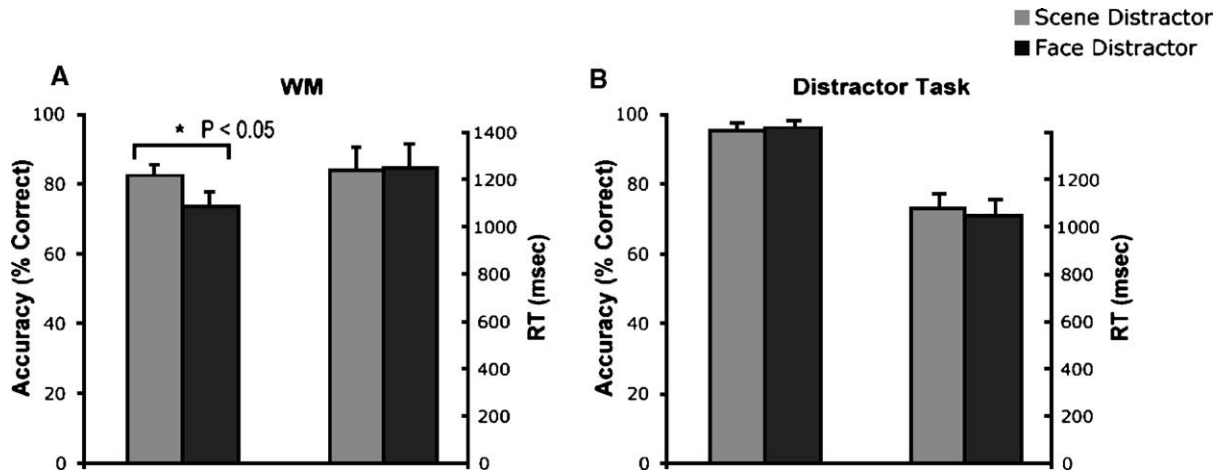 Scene Distractor
Face Distractor
A
WM
* P < 0.05
Accuracy (% Correct)
100
80
60
40
20
0
1400
1200
1000
800
600
400
200
0
RT (msec)
B
Distractor Task
Accuracy (% Correct)
100
80
60
40
20
0
1200
1000
800
600
400
200
0
RT (msec)